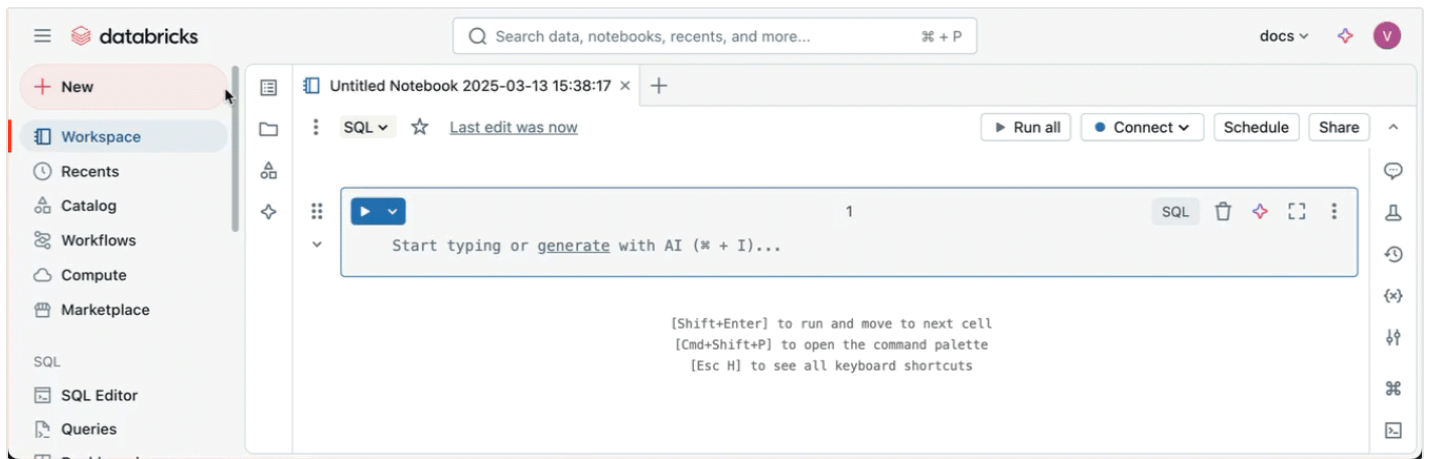 databricks
Search data, notebooks, recents, and more... ⌘ + P
docs
V
New
Workspace
Recents
Catalog
Workflows
Compute
Marketplace
SQL
SQL Editor
Queries
Untitled Notebook 2025-03-13 15:38:17
SQL
Last edit was now
Run all
Connect
Schedule
Share
1
SQL
Start typing or generate with AI (⌘ + I)...
[Shift+Enter] to run and move to next cell
[Cmd+Shift+P] to open the command palette
[Esc H] to see all keyboard shortcuts